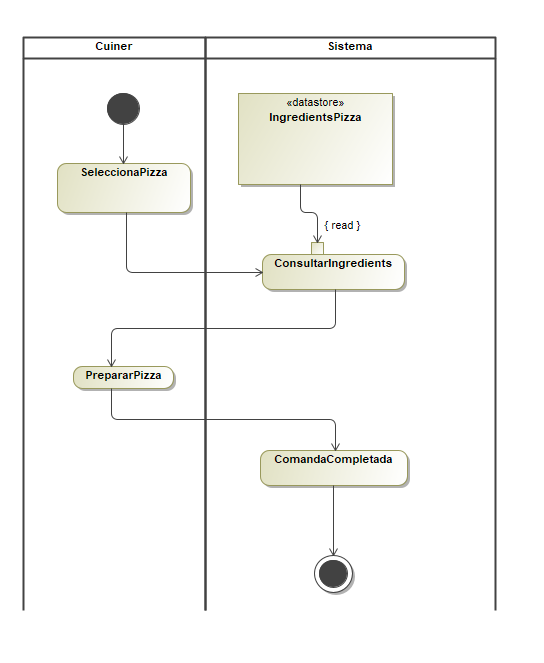 Cuiner
Sistema
«datastore»
IngredientsPizza
SeleccionaPizza
{ read }
ConsultarIngredients
PrepararPizza
ComandaCompletada